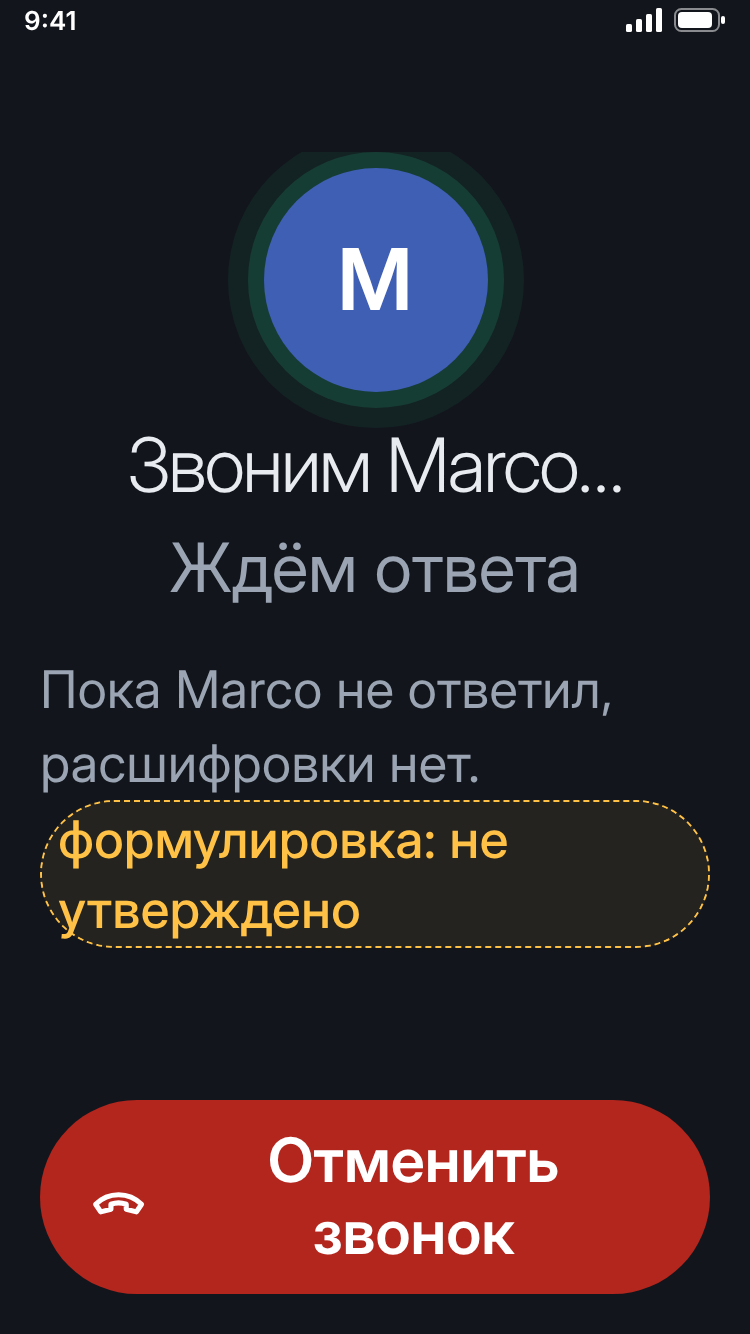 9:41
M
Звоним Marco...
Ждём ответа
Пока Marco не ответил,
расшифровки нет.
формулировка: не
утверждено
Отменить
звонок